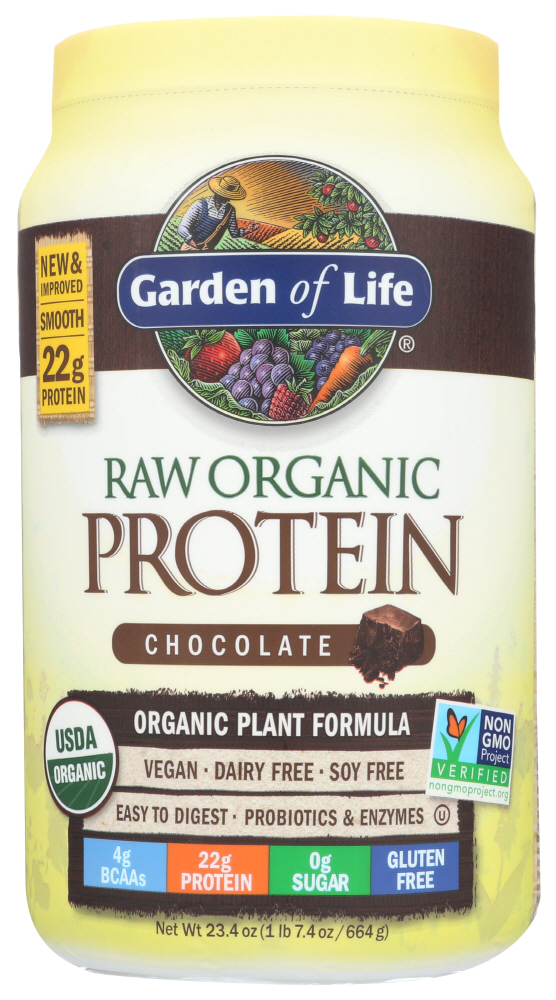 Garden of Life
®
NEW &
IMPROVED
SMOOTH
22g
PROTEIN
RAW ORGANIC
PROTEIN
CHOCOLATE
USDA
ORGANIC
ORGANIC PLANT FORMULA
VEGAN · DAIRY FREE · SOY FREE
EASY TO DIGEST · PROBIOTICS & ENZYMES Ⓤ
NON
GMO
Project
VERIFIED
nongmoproject.org
4g
BCAAs
22g
PROTEIN
0g
SUGAR
GLUTEN
FREE
Net Wt 23.4 oz (1 lb 7.4 oz / 664 g)